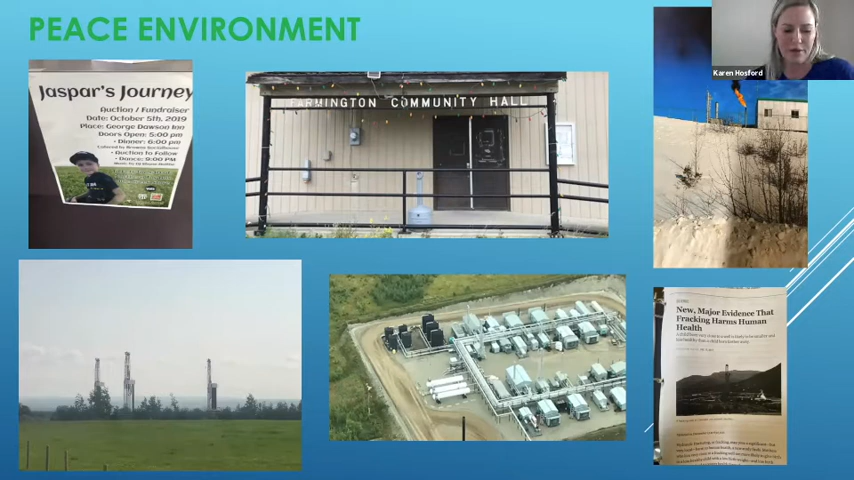 PEACE ENVIRONMENT
Karen Hosford
Jaspar's Journey
Auction / Fundraiser
Date: October 5th, 2019
Place: George Dawson Inn
Doors Open: 5:00 pm
• Dinner: 6:00 pm
• Auction to Follow
• Dance: 9:00 PM
FARMINGTON COMMUNITY HALL
New, Major Evidence That
Fracking Harms Human
Health